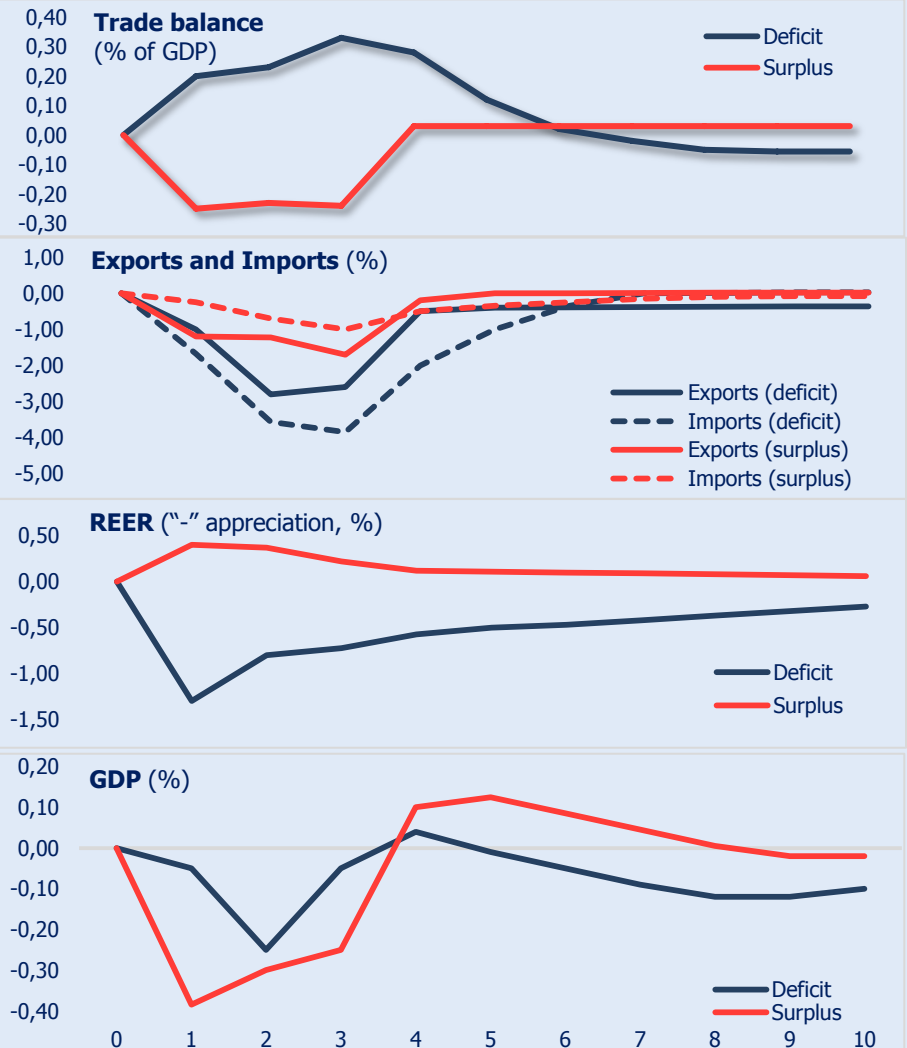 0,40
0,30
0,20
0,10
0,00
-0,10
-0,20
-0,30
Trade balance
(% of GDP)
Deficit
Surplus
1,00
0,00
-1,00
-2,00
-3,00
-4,00
-5,00
Exports and Imports (%)
Exports (deficit)
Imports (deficit)
Exports (surplus)
Imports (surplus)
0,50
0,00
-0,50
-1,00
-1,50
REER (“-” appreciation, %)
Deficit
Surplus
0,20
0,10
0,00
-0,10
-0,20
-0,30
-0,40
GDP (%)
Deficit
Surplus
0 1 2 3 4 5 6 7 8 9 10